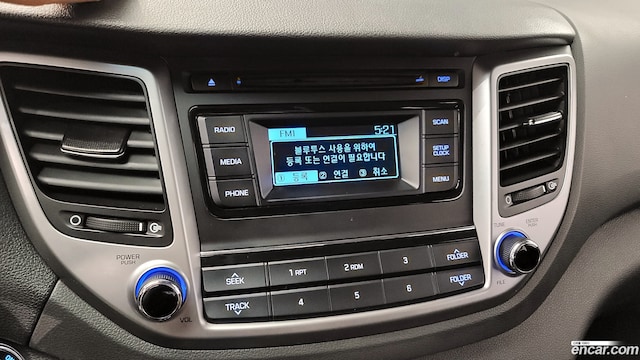 DISP
RADIO
MEDIA
PHONE
FM1 5:21
블루투스 사용을 위하여
등록 또는 연결이 필요합니다
① 등록 ② 연결 ③ 취소
SCAN
SETUP
CLOCK
MENU
POWER
PUSH
VOL
SEEK
TRACK
1 RPT
2 RDM
3
4
5
6
FOLDER
FOLDER
TUNE
ENTER
PUSH
encar.com